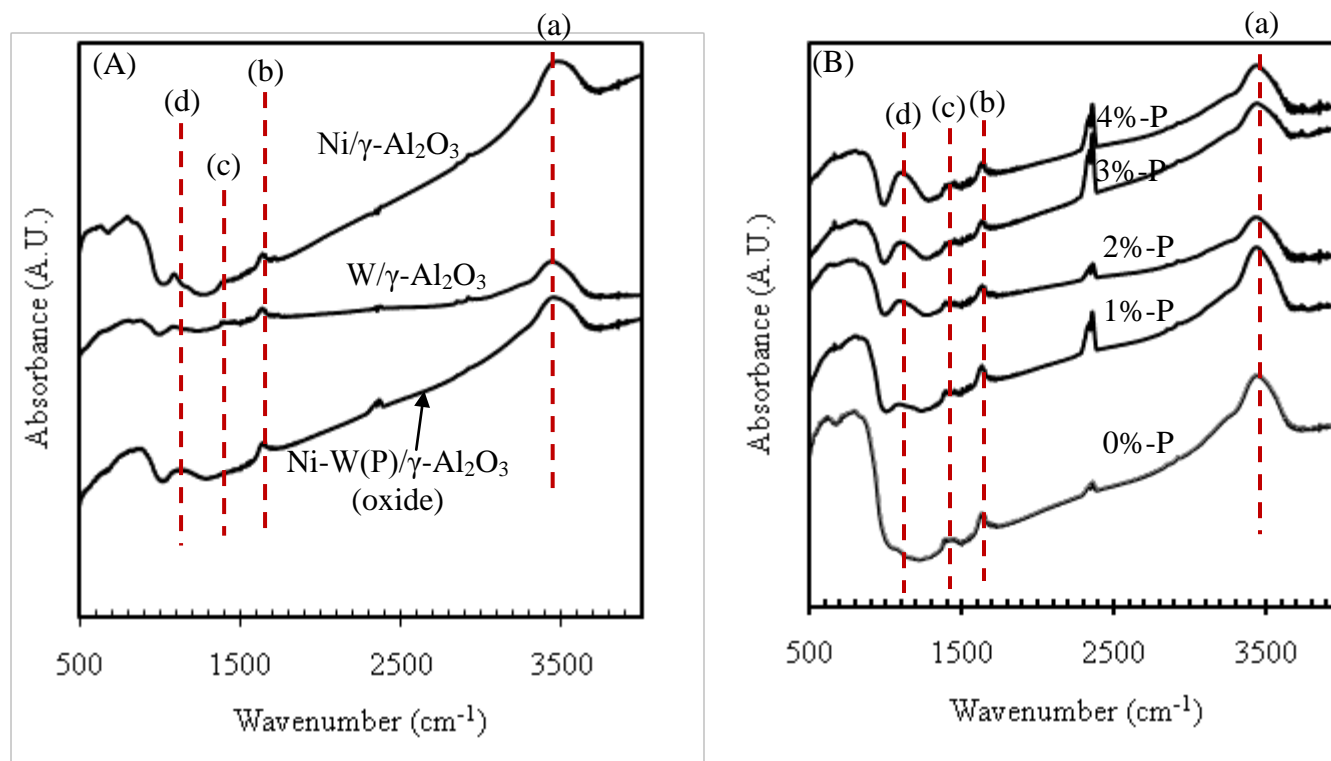 (A)
(a)
(b)
(d)
(c)
Ni/γ-Al₂O₃
W/γ-Al₂O₃
Ni-W(P)/γ-Al₂O₃
(oxide)
Absorbance (A.U.)
500 1500 2500 3500
Wavenumber (cm⁻¹)
(B)
(a)
(d) (c) (b)
4%-P
3%-P
2%-P
1%-P
0%-P
Absorbance (A.U.)
500 1500 2500 3500
Wavenumber (cm⁻¹)